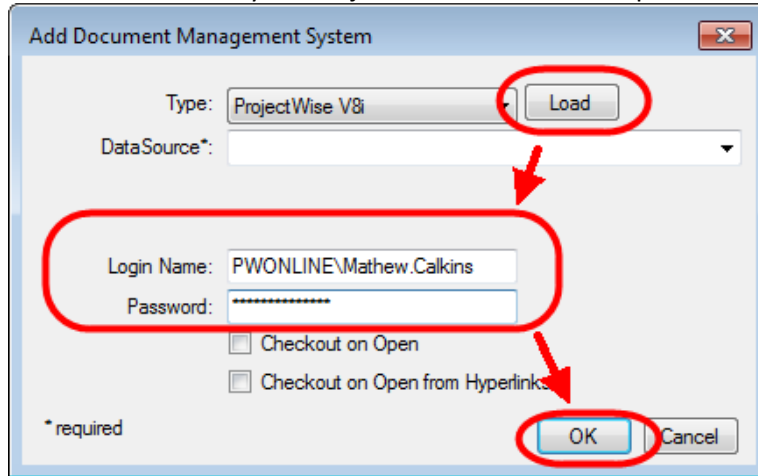 Add Document Management System
Type: ProjectWise V8i Load
DataSource*:
Login Name: PWONLINE\Mathew.Calkins
Password: **************
Checkout on Open
Checkout on Open from Hyperlinks
* required OK Cancel